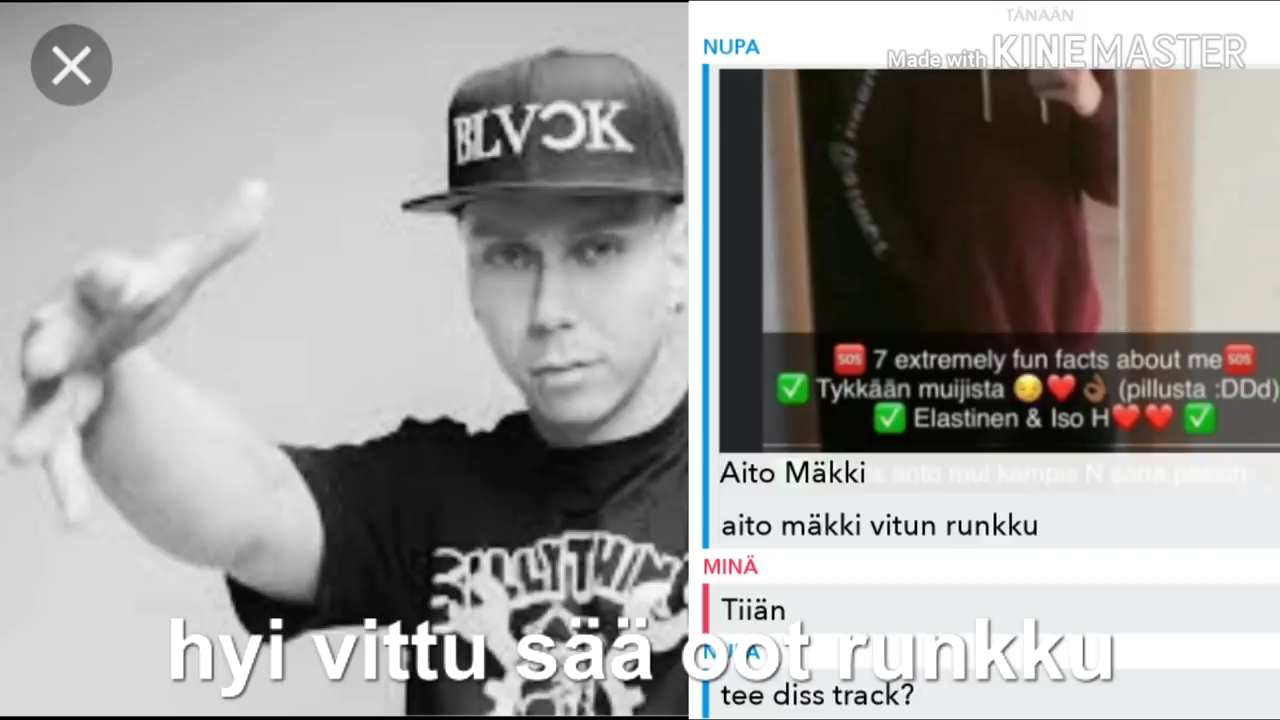 BLVCK
TÄNÄÄN
NUPA
Made with KINEMASTER
🆘 7 extremely fun facts about me🆘
✅ Tykkään muijista 😏❤️👌🏾 (pillusta :DDd)
✅ Elastinen & Iso H❤️❤️ ✅
Aito Mäkki
aito mäkki vitun runkku
MINÄ
Tiiän
NUPA
hyi vittu sää oot runkku
tee diss track?